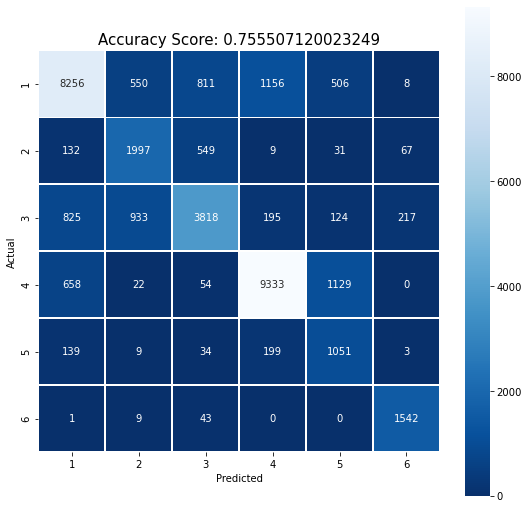 Accuracy Score: 0.755507120023249
1 8256 550 811 1156 506 8
2 132 1997 549 9 31 67
3 825 933 3818 195 124 217
4 658 22 54 9333 1129 0
5 139 9 34 199 1051 3
6 1 9 43 0 0 1542
1 2 3 4 5 6
Actual
Predicted
8000
6000
4000
2000
0